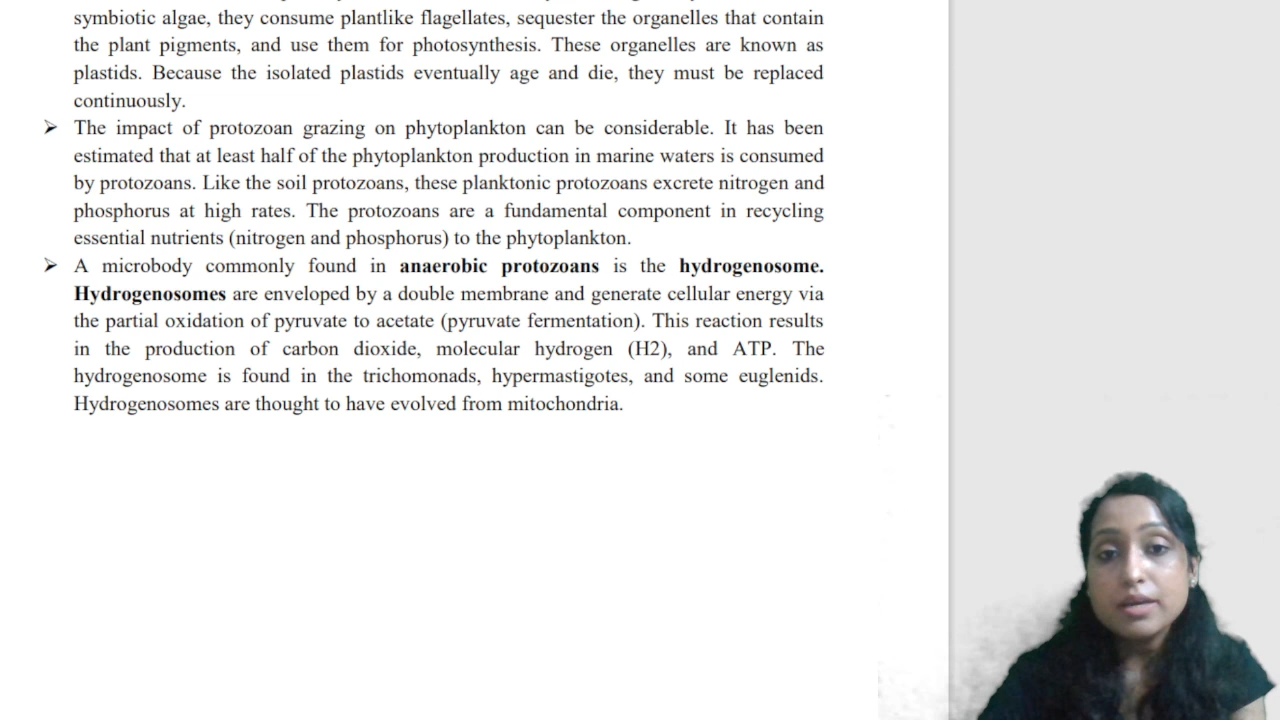 symbiotic algae, they consume plantlike flagellates, sequester the organelles that contain
the plant pigments, and use them for photosynthesis. These organelles are known as
plastids. Because the isolated plastids eventually age and die, they must be replaced
continuously.
➢ The impact of protozoan grazing on phytoplankton can be considerable. It has been
estimated that at least half of the phytoplankton production in marine waters is consumed
by protozoans. Like the soil protozoans, these planktonic protozoans excrete nitrogen and
phosphorus at high rates. The protozoans are a fundamental component in recycling
essential nutrients (nitrogen and phosphorus) to the phytoplankton.
➢ A microbody commonly found in anaerobic protozoans is the hydrogenosome.
Hydrogenosomes are enveloped by a double membrane and generate cellular energy via
the partial oxidation of pyruvate to acetate (pyruvate fermentation). This reaction results
in the production of carbon dioxide, molecular hydrogen (H2), and ATP. The
hydrogenosome is found in the trichomonads, hypermastigotes, and some euglenids.
Hydrogenosomes are thought to have evolved from mitochondria.